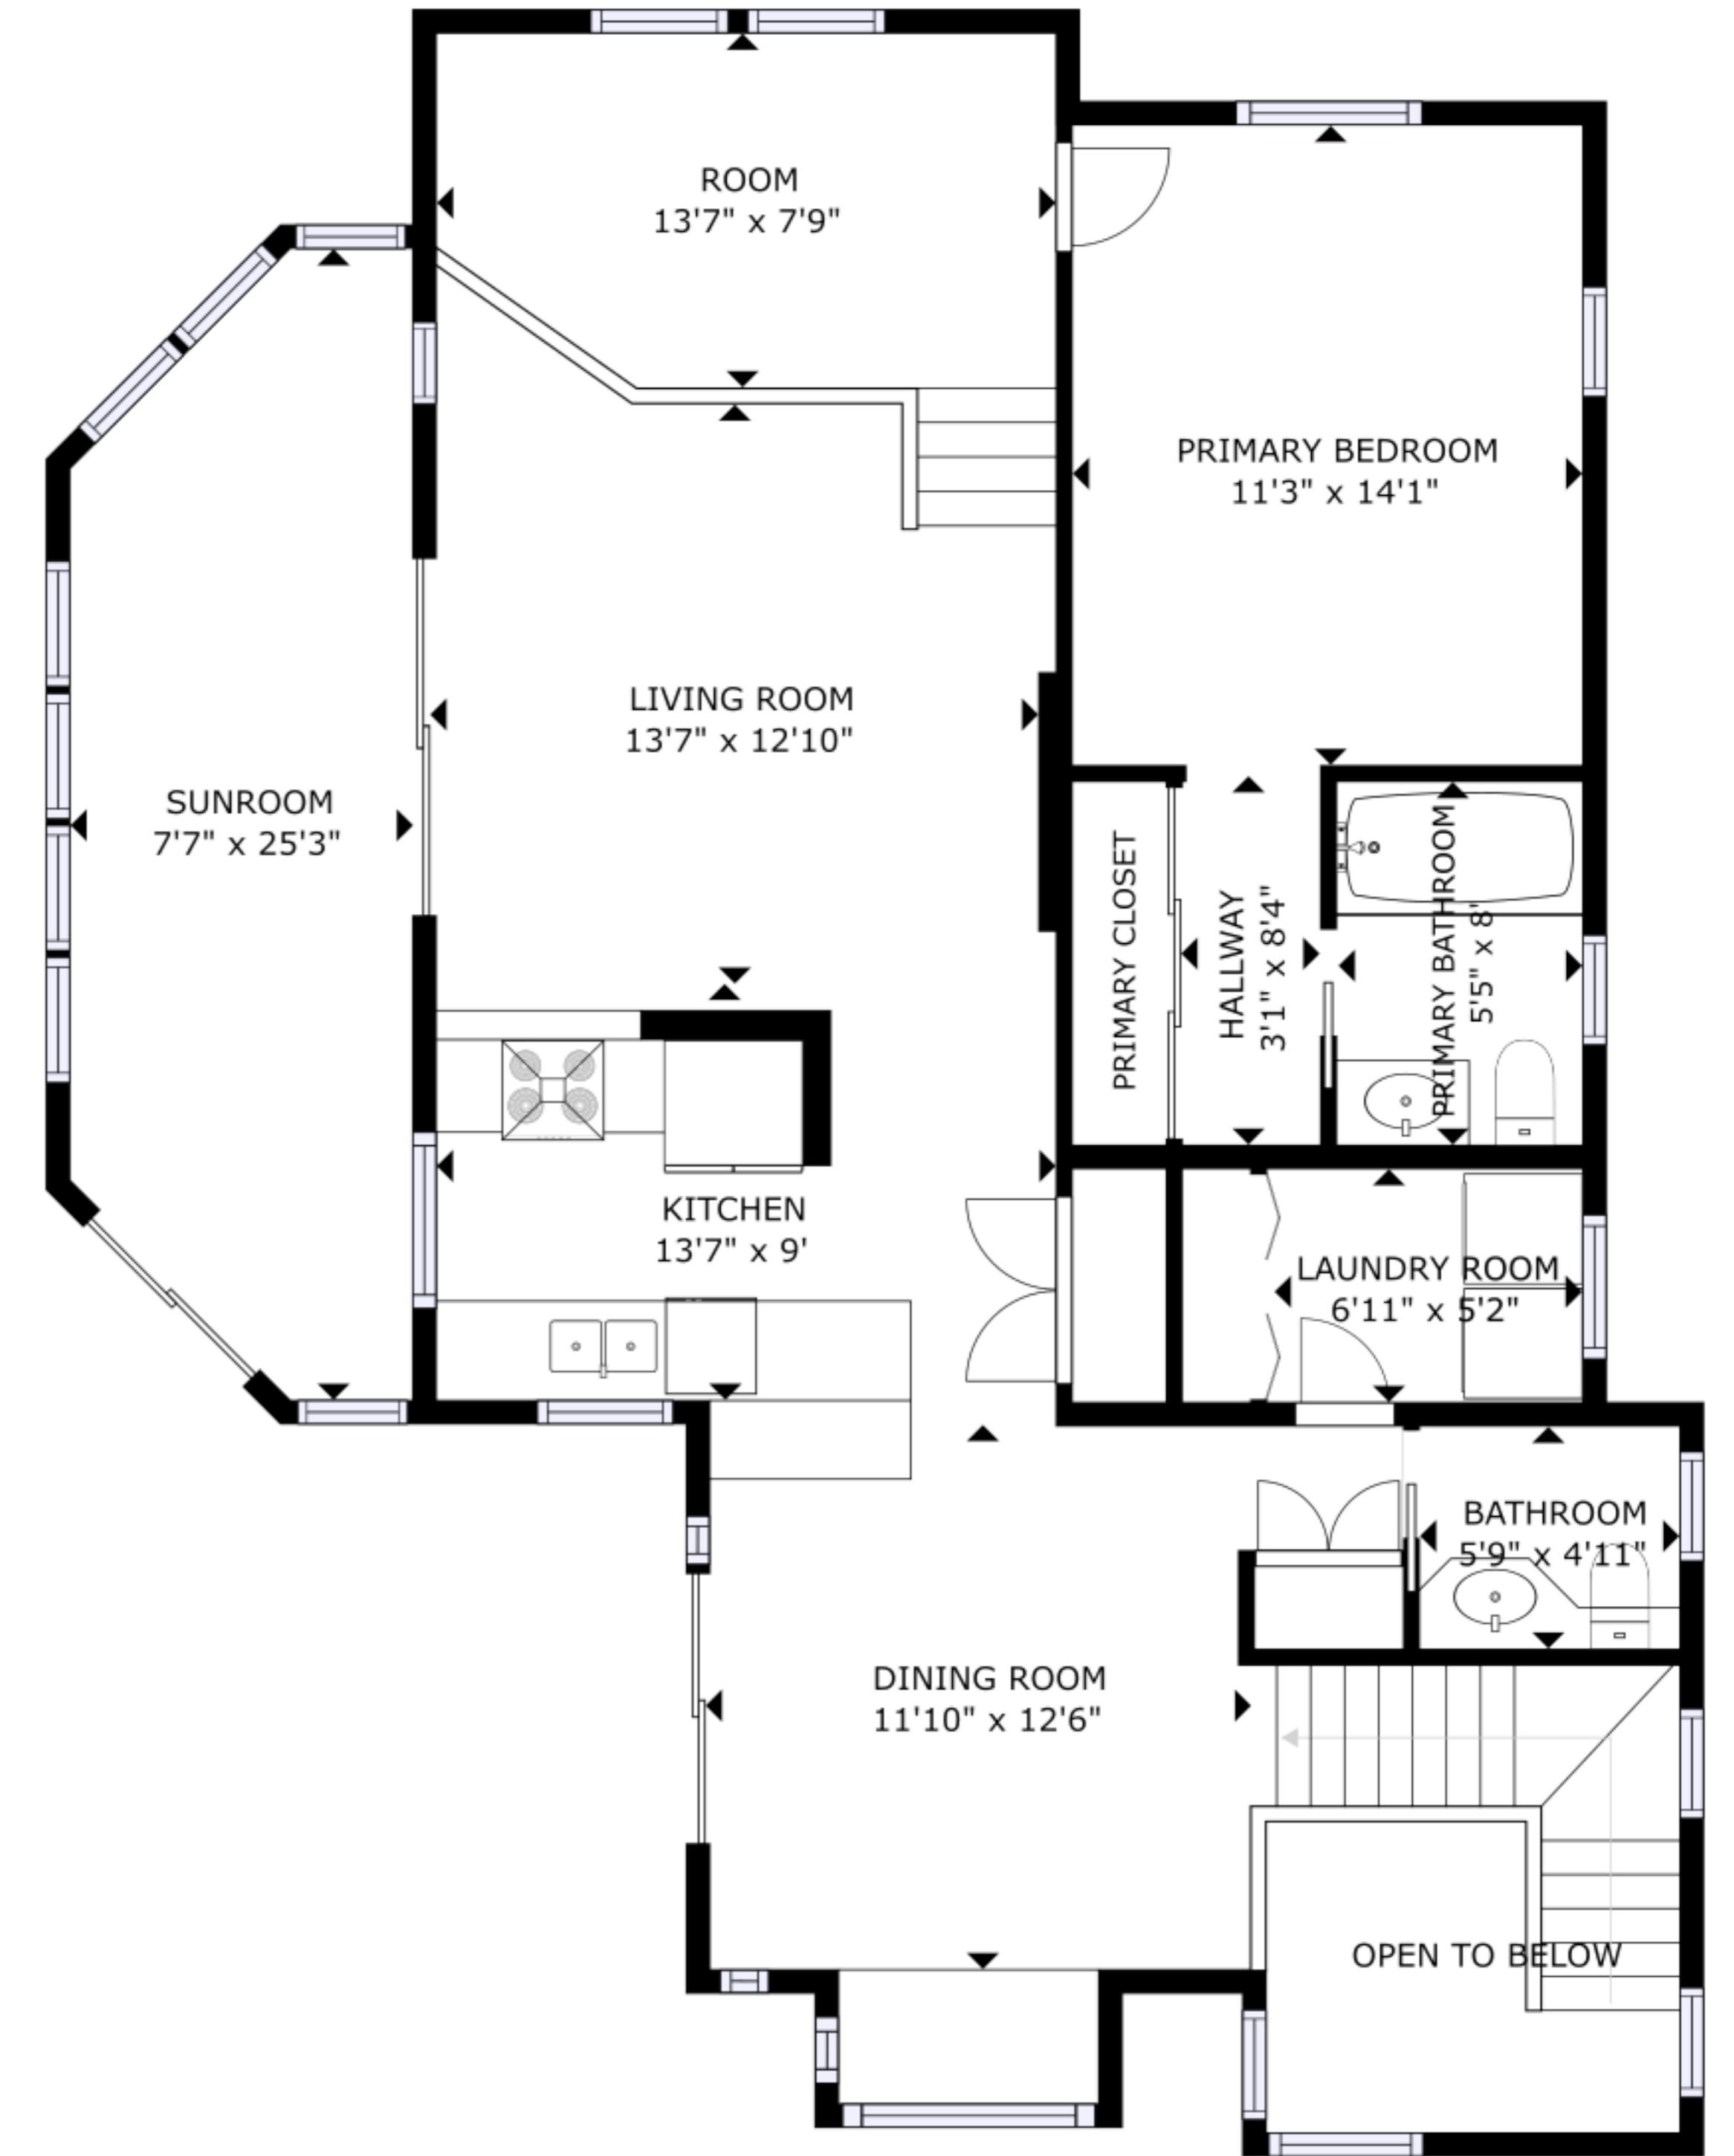 ROOM
13'7" x 7'9"
PRIMARY BEDROOM
11'3" x 14'1"
LIVING ROOM
13'7" x 12'10"
SUNROOM
7'7" x 25'3"
PRIMARY CLOSET
HALLWAY
3'1" x 8'4"
PRIMARY BATHROOM
5'5" x 8'
KITCHEN
13'7" x 9'
LAUNDRY ROOM
6'11" x 5'2"
BATHROOM
5'9" x 4'11"
DINING ROOM
11'10" x 12'6"
OPEN TO BELOW